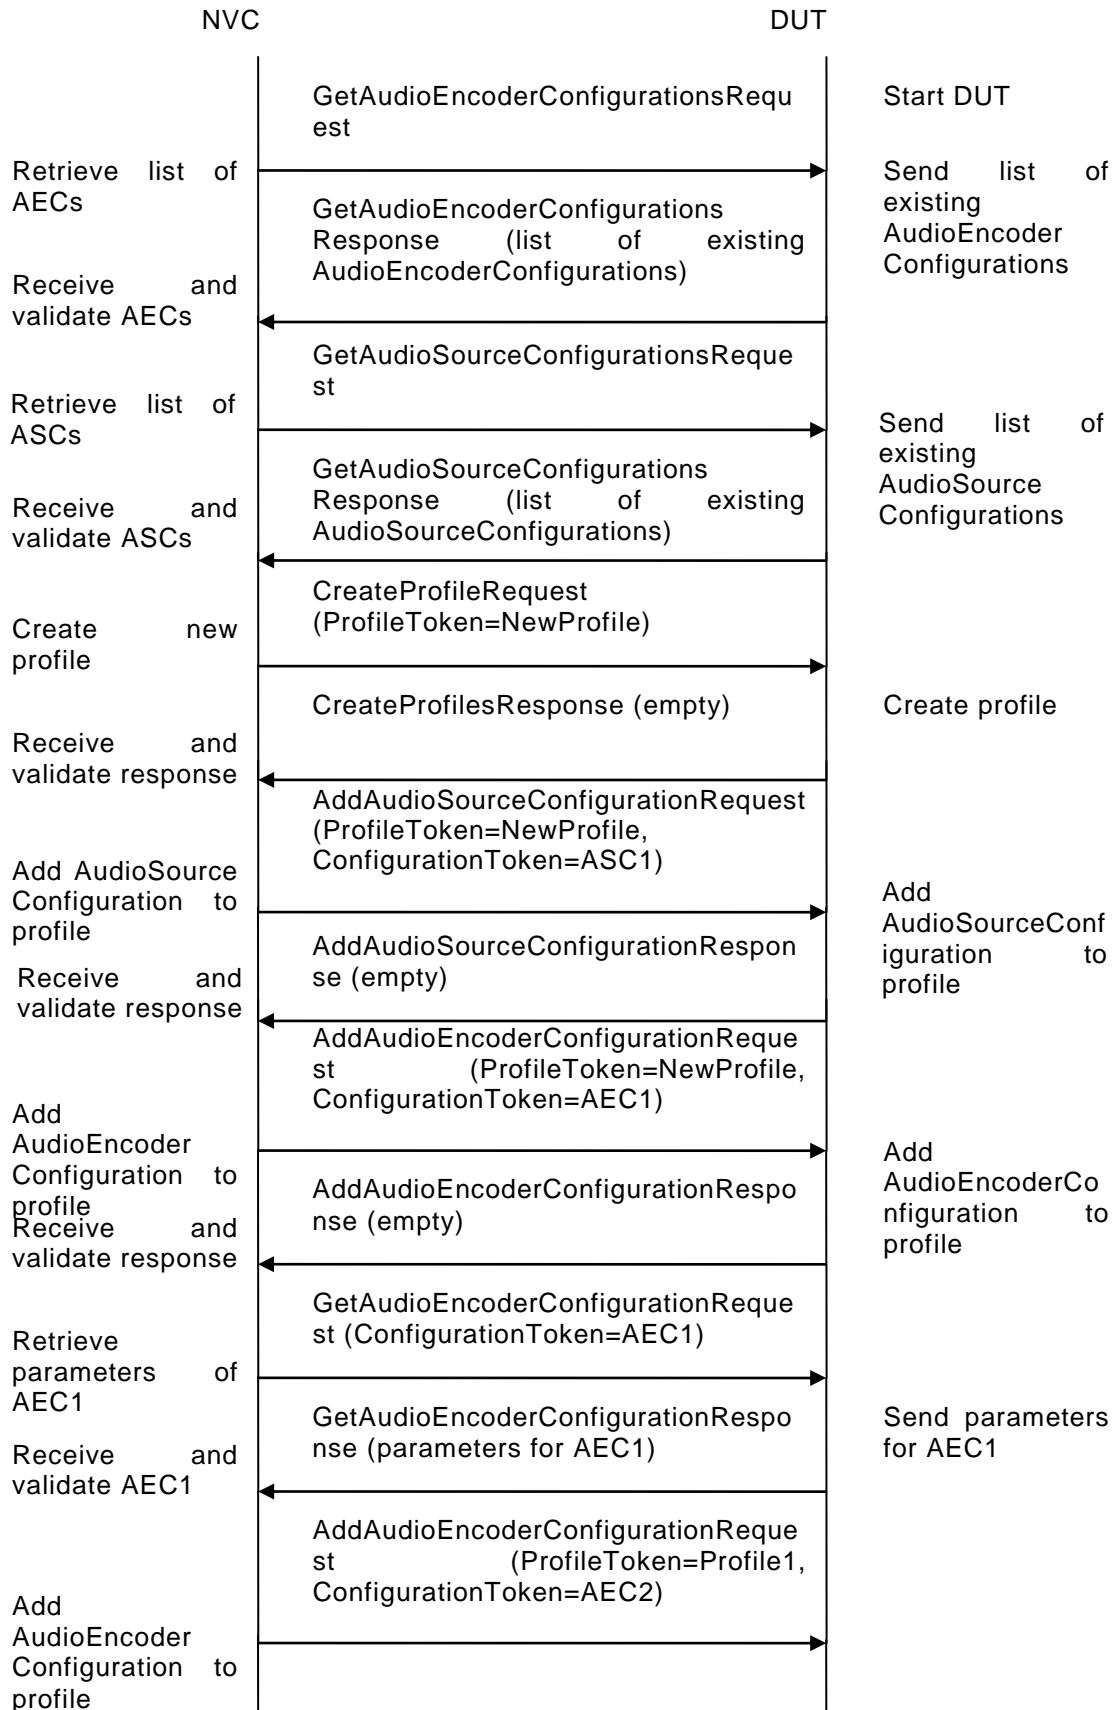 NVC
DUT
GetAudioEncoderConfigurationsRequ
est
Start DUT
Retrieve list of
AECs
Send list of
existing
AudioEncoder
Configurations
GetAudioEncoderConfigurations
Response (list of existing
AudioEncoderConfigurations)
Receive and
validate AECs
GetAudioSourceConfigurationsReque
st
Retrieve list of
ASCs
Send list of
existing
AudioSource
Configurations
GetAudioSourceConfigurations
Response (list of existing
AudioSourceConfigurations)
Receive and
validate ASCs
CreateProfileRequest
(ProfileToken=NewProfile)
Create new
profile
CreateProfilesResponse (empty)
Create profile
Receive and
validate response
AddAudioSourceConfigurationRequest
(ProfileToken=NewProfile,
ConfigurationToken=ASC1)
Add AudioSource
Configuration to
profile
Add
AudioSourceConf
iguration to
profile
AddAudioSourceConfigurationRespon
se (empty)
Receive and
validate response
AddAudioEncoderConfigurationReque
st (ProfileToken=NewProfile,
ConfigurationToken=AEC1)
Add
AudioEncoder
Configuration to
profile
Add
AudioEncoderCo
nfiguration to
profile
AddAudioEncoderConfigurationRespo
nse (empty)
Receive and
validate response
GetAudioEncoderConfigurationReque
st (ConfigurationToken=AEC1)
Retrieve
parameters of
AEC1
GetAudioEncoderConfigurationRespo
nse (parameters for AEC1)
Send parameters
for AEC1
Receive and
validate AEC1
AddAudioEncoderConfigurationReque
st (ProfileToken=Profile1,
ConfigurationToken=AEC2)
Add
AudioEncoder
Configuration to
profile